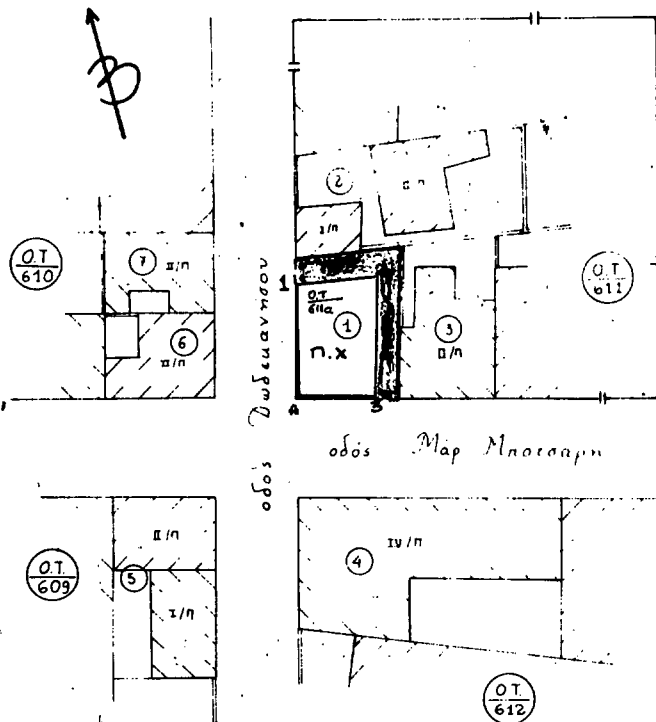 Β
2
Ι/π
Ο.Τ
610
7
ΙΙ/π
Ο.Τ
611
1
Ο.Τ
611α
1
Π.Χ
3
ΙΙ/π
6
ΙΙ/π
Α
Β
οδός Δωδεκανήσου
οδός Μάρ Μποτσαρη
ΙΙ/π
ΙV/π
4
Ο.Τ.
609
5
Ι/π
Ο.Τ.
612